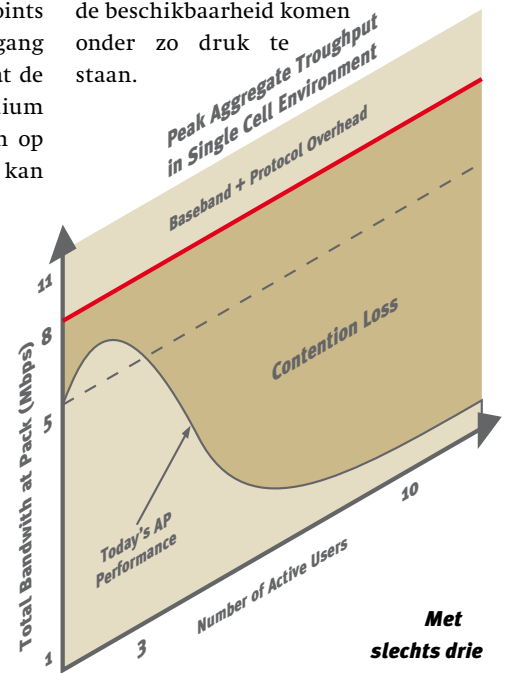 oints
gang
at de
ium
n op
kan
de beschikbaarheid komen
onder zo druk te
staan.
Peak Aggregate Troughput
in Single Cell Environment
Baseband + Protocol Overhead
11
8
5
1
Total Bandwith at Pack (Mbps)
Contention Loss
Today's AP
Performance
3
10
Number of Active Users
Met
slechts drie